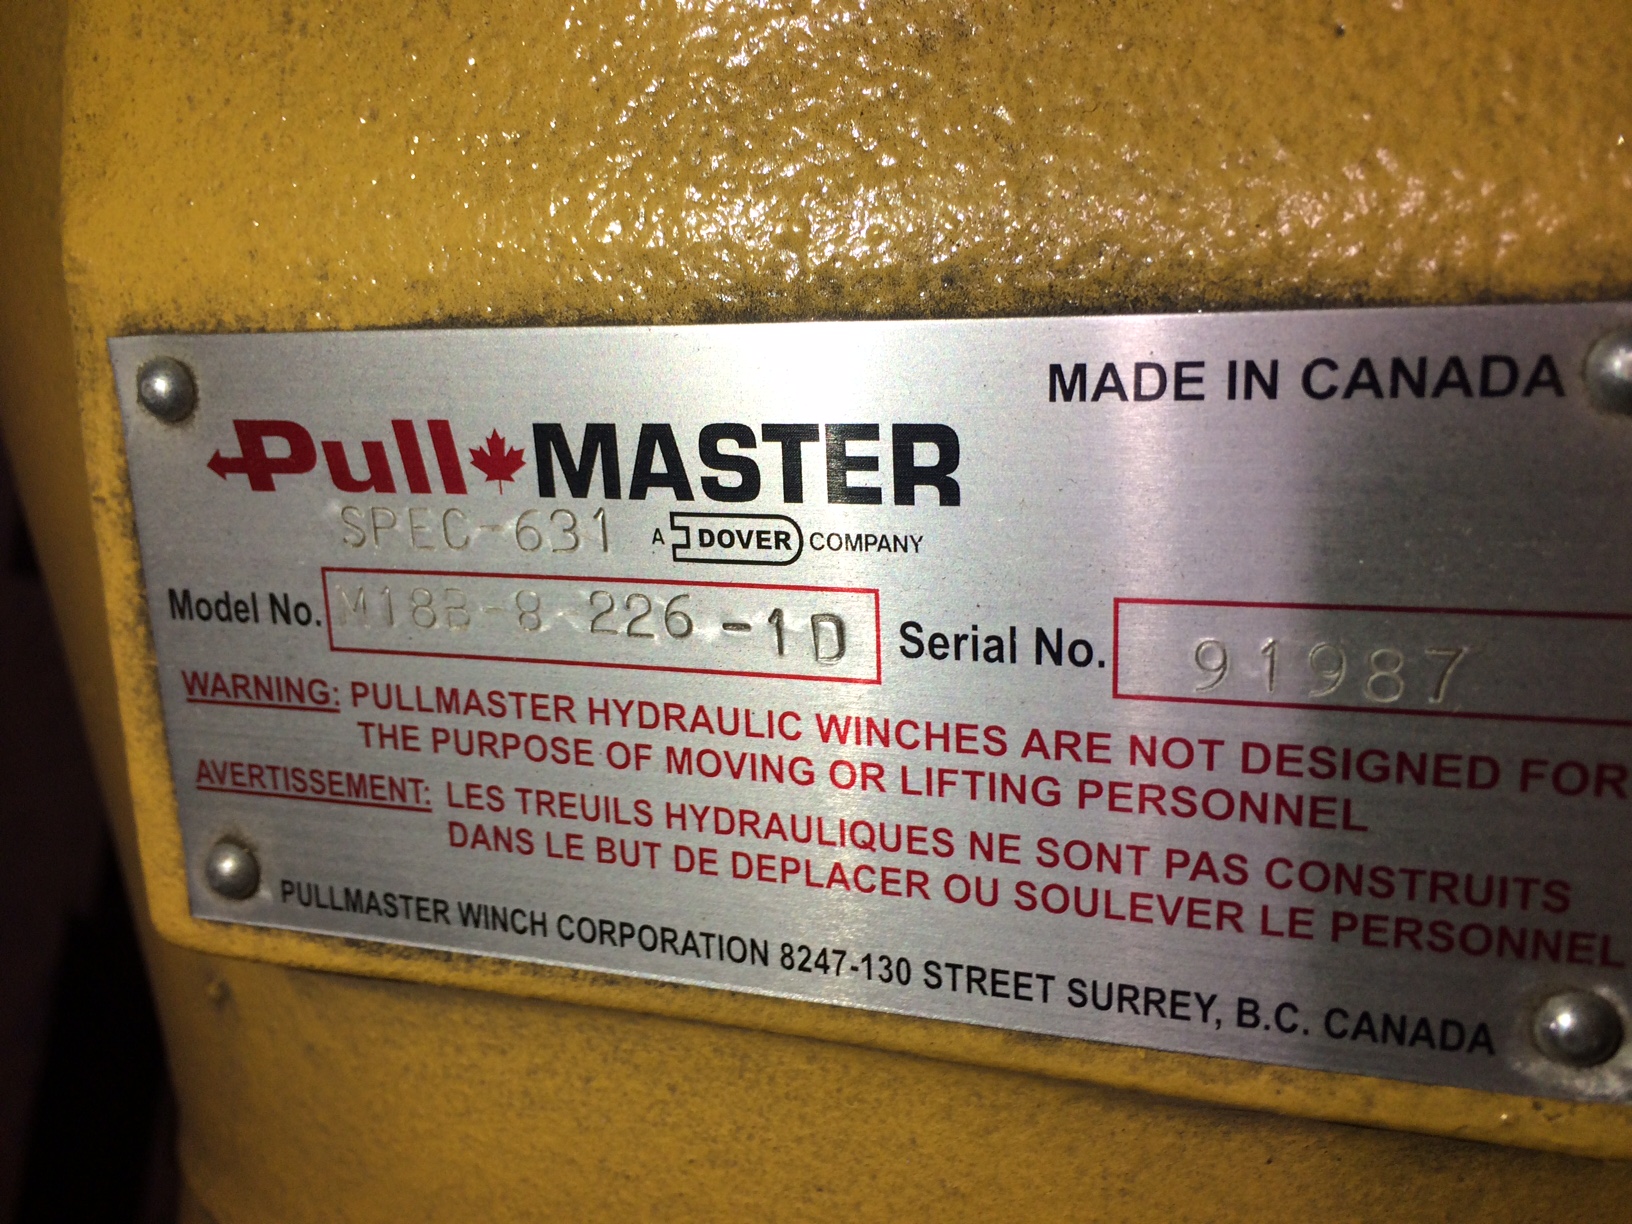 MADE IN CANADA
Pull MASTER
SPEC-631 A DOVER COMPANY
Model No. M18B-8-226-1D Serial No. 91987
WARNING: PULLMASTER HYDRAULIC WINCHES ARE NOT DESIGNED FOR
THE PURPOSE OF MOVING OR LIFTING PERSONNEL
AVERTISSEMENT: LES TREUILS HYDRAULIQUES NE SONT PAS CONSTRUITS
DANS LE BUT DE DEPLACER OU SOULEVER LE PERSONNEL
PULLMASTER WINCH CORPORATION 8247-130 STREET SURREY, B.C. CANADA